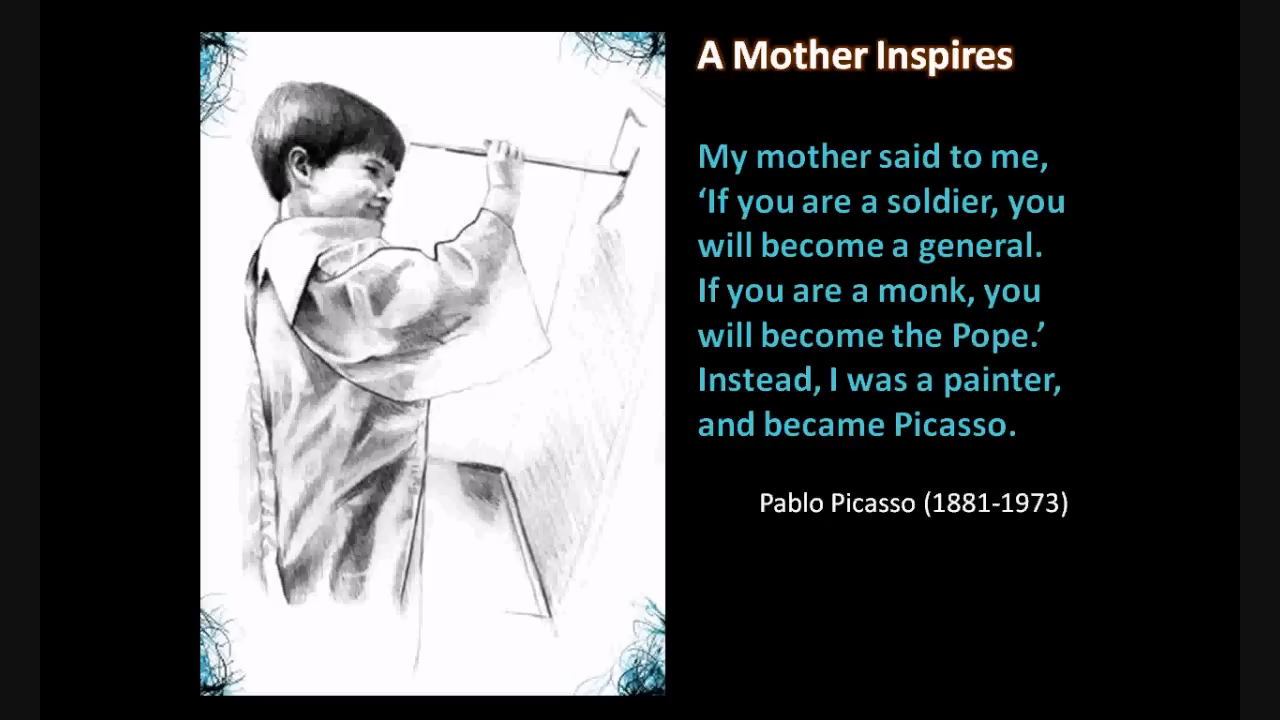 A Mother Inspires
My mother said to me,
‘If you are a soldier, you
will become a general.
If you are a monk, you
will become the Pope.’
Instead, I was a painter,
and became Picasso.
Pablo Picasso (1881-1973)